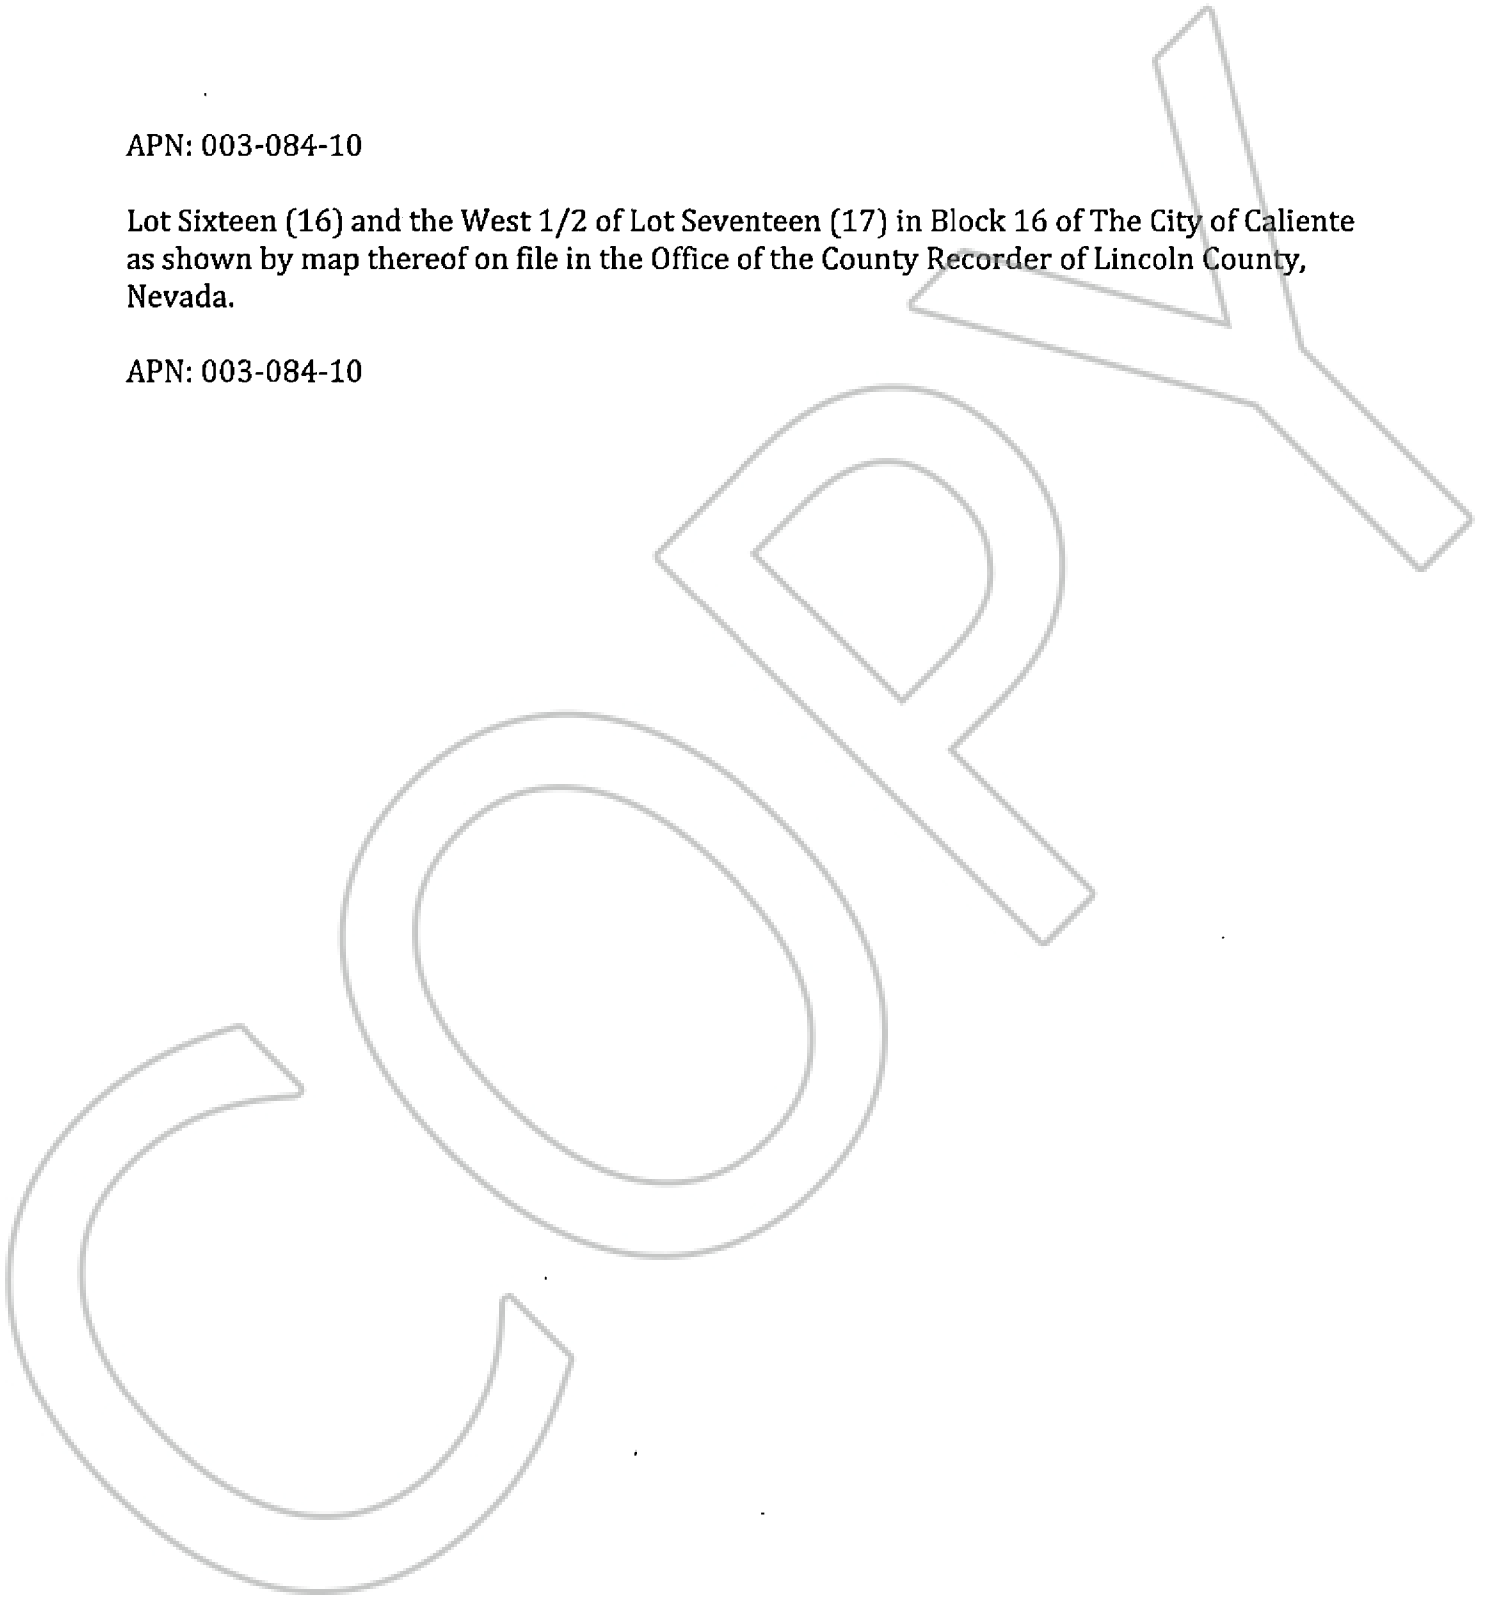 APN: 003-084-10
Lot Sixteen (16) and the West 1/2 of Lot Seventeen (17) in Block 16 of The City of Caliente
as shown by map thereof on file in the Office of the County Recorder of Lincoln County,
Nevada.
APN: 003-084-10
COPY